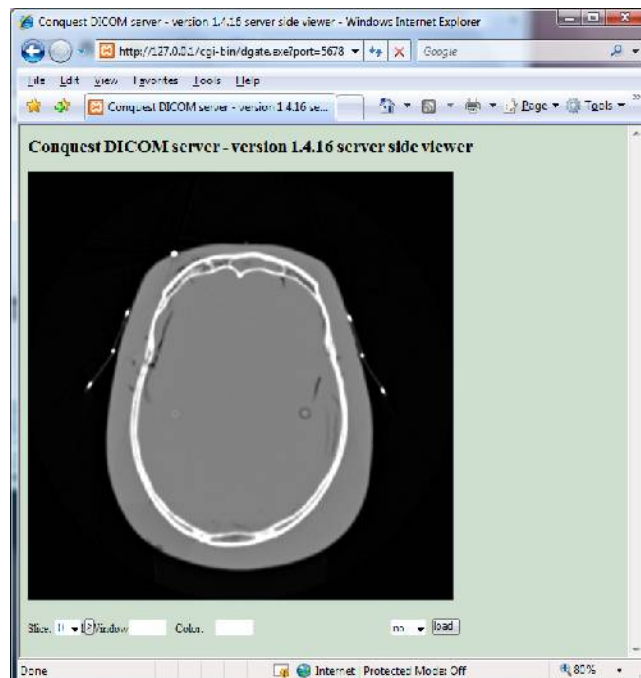 Conquest DICOM server - version 1.4.16 server side viewer - Windows Internet Explorer
http://127.0.0.1/cgi-bin/dgate.exe?port=5678
Google
File Edit View Favorites Tools Help
Conquest DICOM server - version 1.4.16 se...
Page Tools
Conquest DICOM server - version 1.4.16 server side viewer
Slice: Window Color: no load
Done Internet | Protected Mode: Off 80%